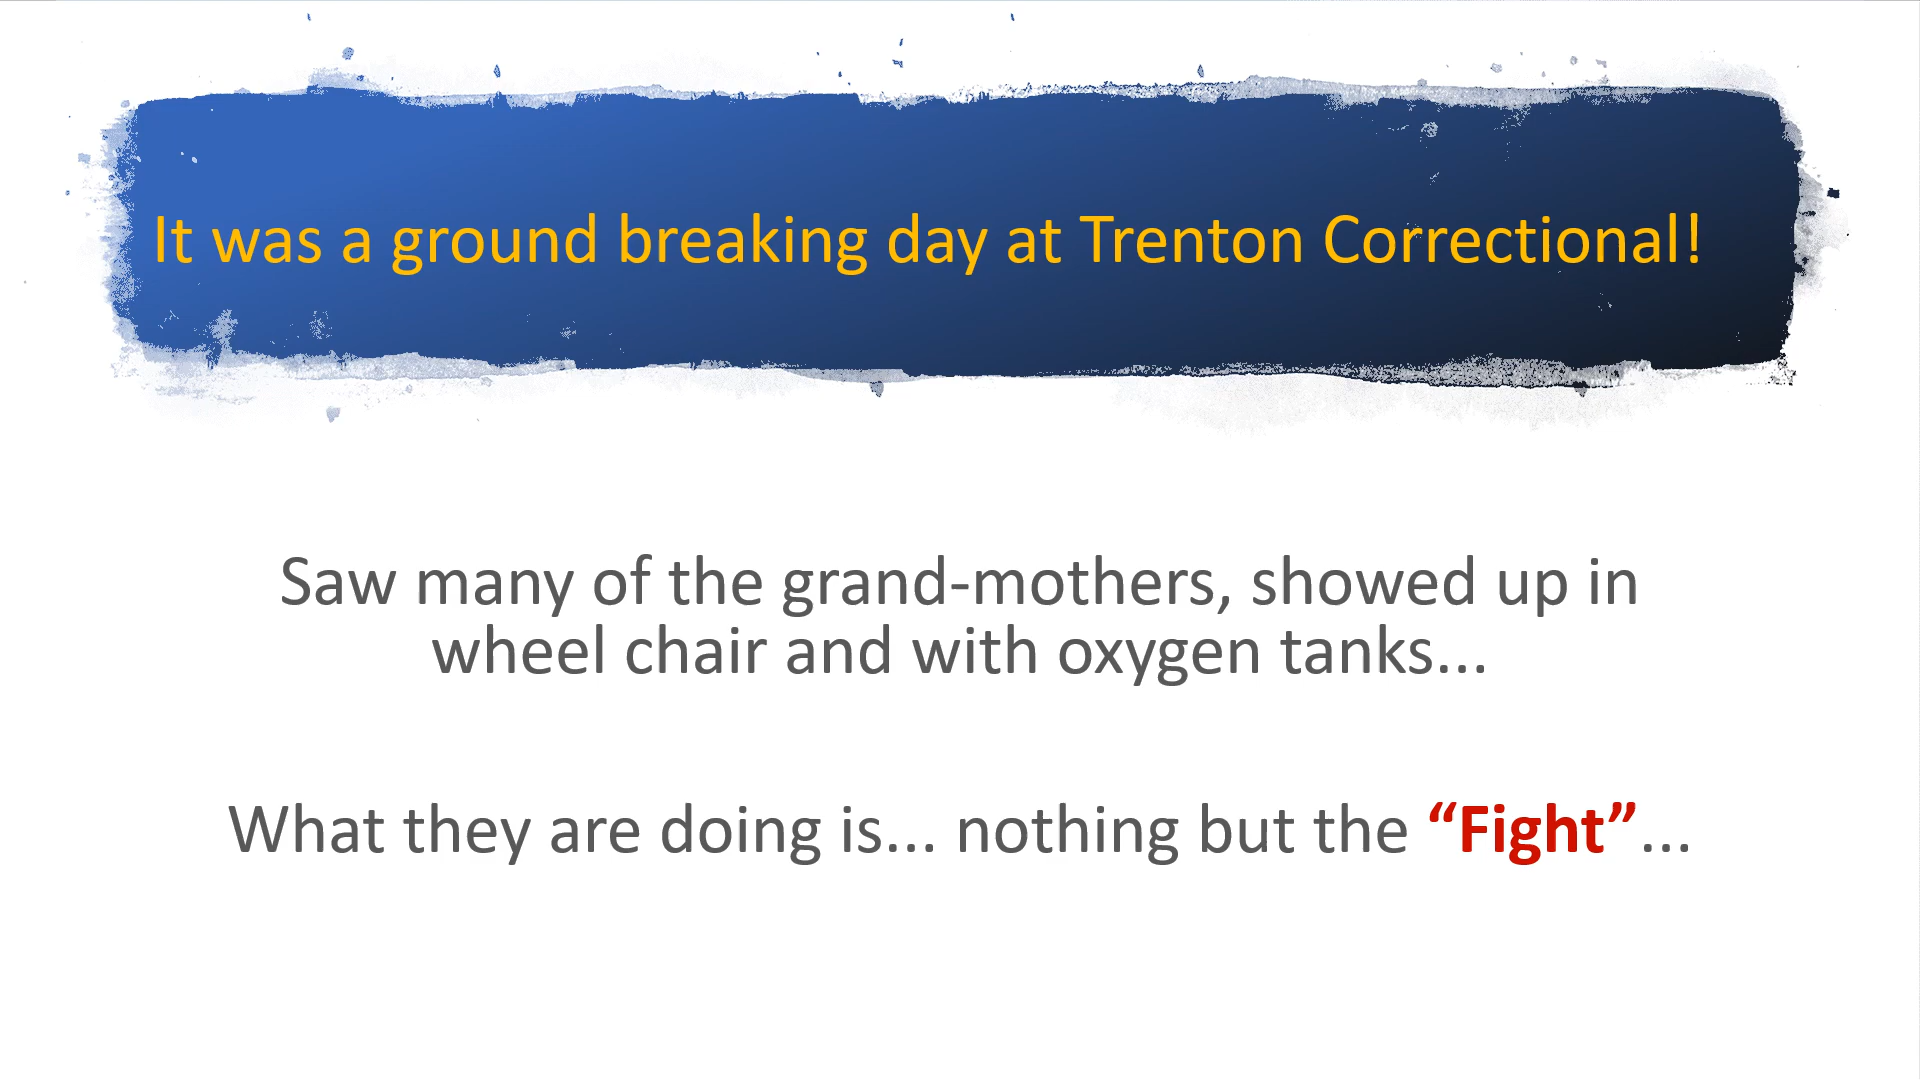 It was a ground breaking day at Trenton Correctional!
Saw many of the grand-mothers, showed up in
wheel chair and with oxygen tanks...
What they are doing is... nothing but the “Fight”...